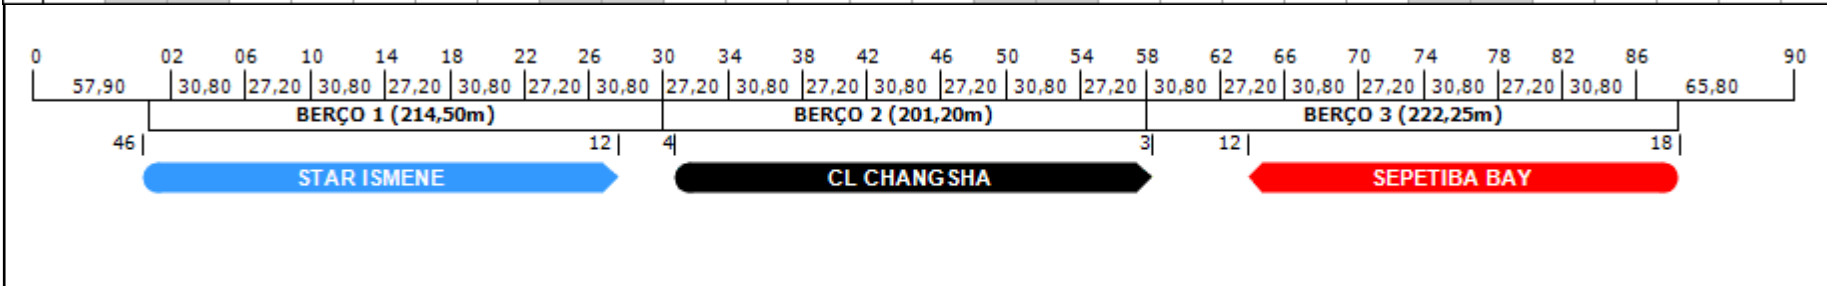 0 02 06 10 14 18 22 26 30 34 38 42 46 50 54 58 62 66 70 74 78 82 86 90
57,90 30,80 27,20 30,80 27,20 30,80 27,20 30,80 27,20 30,80 27,20 30,80 27,20 30,80 27,20 30,80 27,20 30,80 27,20 30,80 27,20 30,80 65,80
BERÇO 1 (214,50m) BERÇO 2 (201,20m) BERÇO 3 (222,25m)
46 12 4 3 12 18
STAR ISMENE CL CHANGSHA SEPETIBA BAY